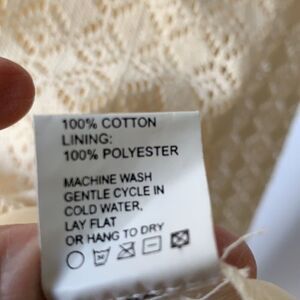 100% COTTON
LINING:
100% POLYESTER
MACHINE WASH
GENTLE CYCLE IN
COLD WATER,
LAY FLAT
OR HANG TO DRY